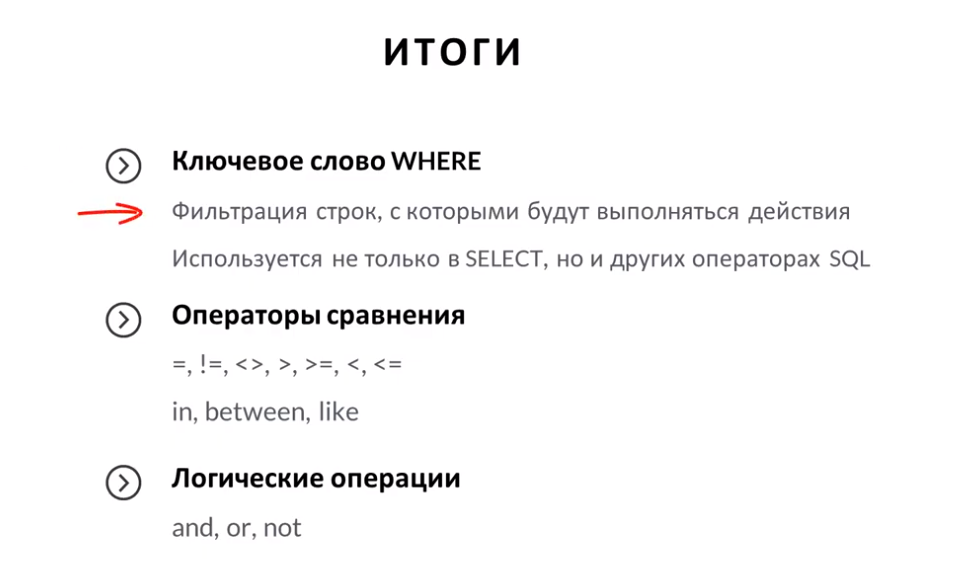 ИТОГИ
Ключевое слово WHERE
Фильтрация строк, с которыми будут выполняться действия
Используется не только в SELECT, но и других операторах SQL
Операторы сравнения
=, !=, <>, >, >=, <, <=
in, between, like
Логические операции
and, or, not